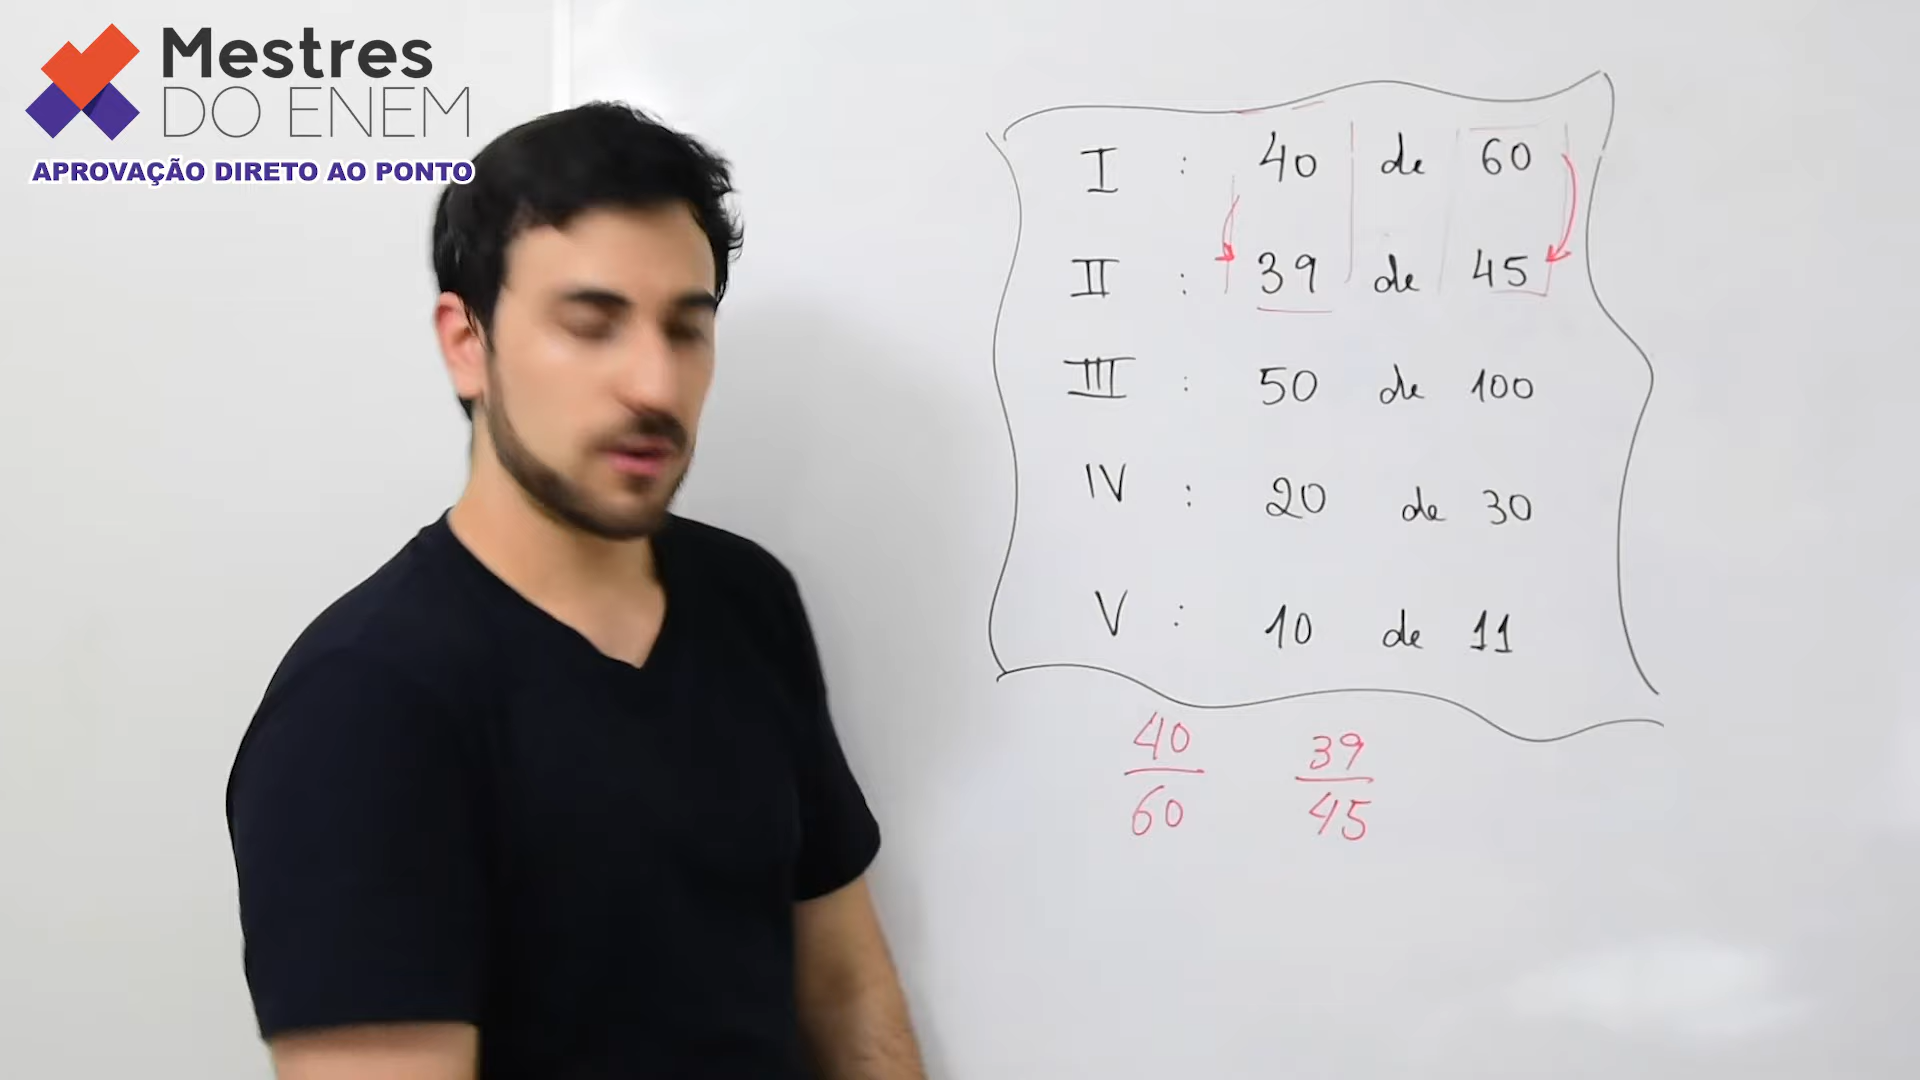 Mestres
DO ENEM
APROVAÇÃO DIRETO AO PONTO
I : 40 de 60
II : 39 de 45
III : 50 de 100
IV : 20 de 30
V : 10 de 11
40/60 39/45